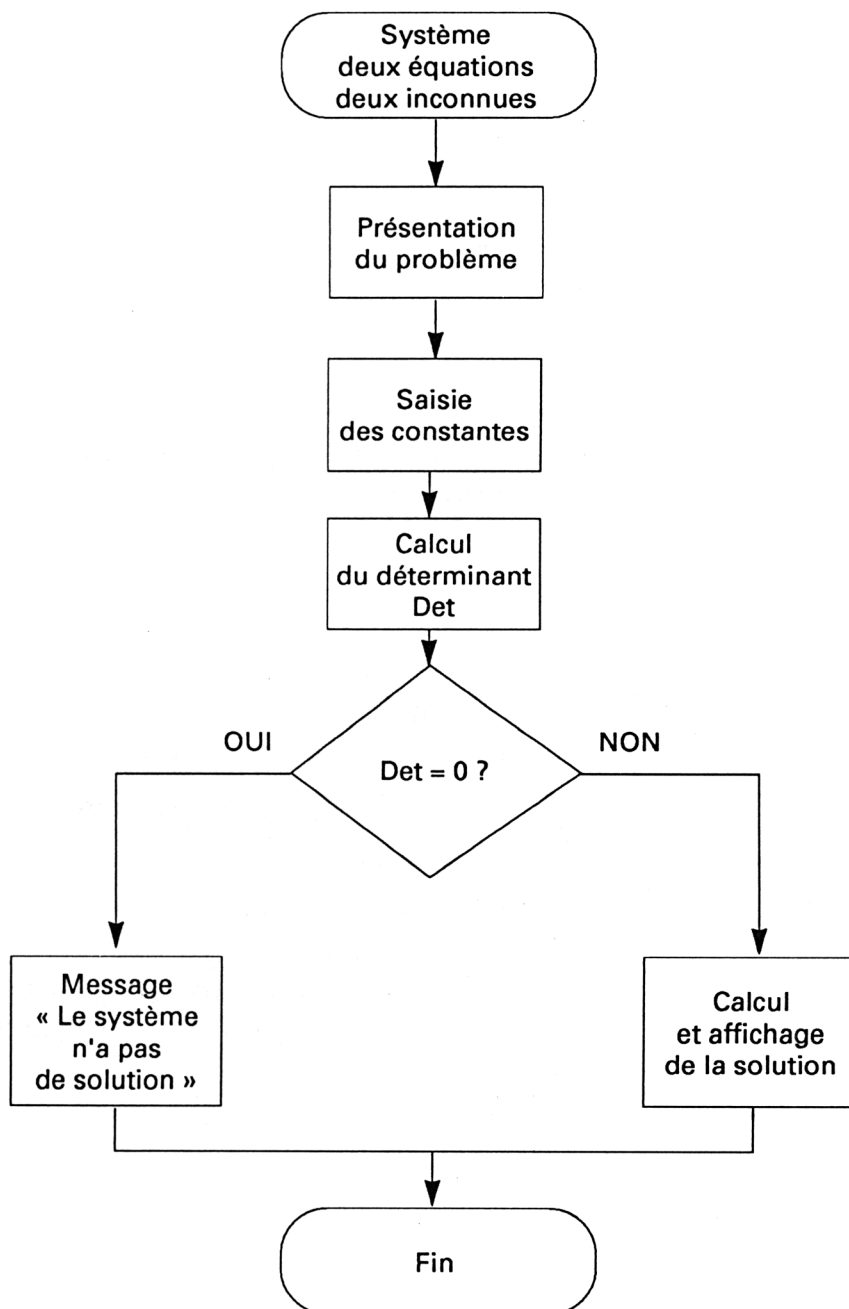 Système
deux équations
deux inconnues
Présentation
du problème
Saisie
des constantes
Calcul
du déterminant
Det
OUI
Det = 0 ?
NON
Message
« Le système
n'a pas
de solution »
Calcul
et affichage
de la solution
Fin